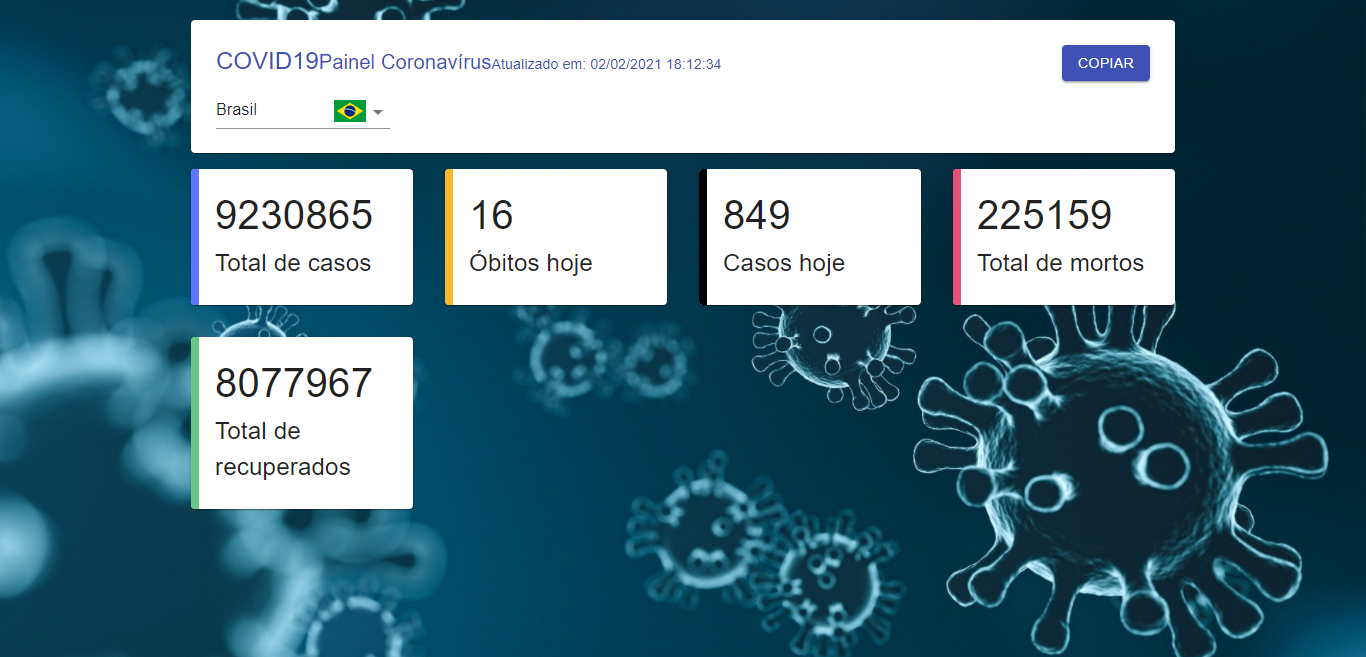 COVID19Painel CoronavírusAtualizado em: 02/02/2021 18:12:34
COPIAR
Brasil
9230865
Total de casos
16
Óbitos hoje
849
Casos hoje
225159
Total de mortos
8077967
Total de
recuperados